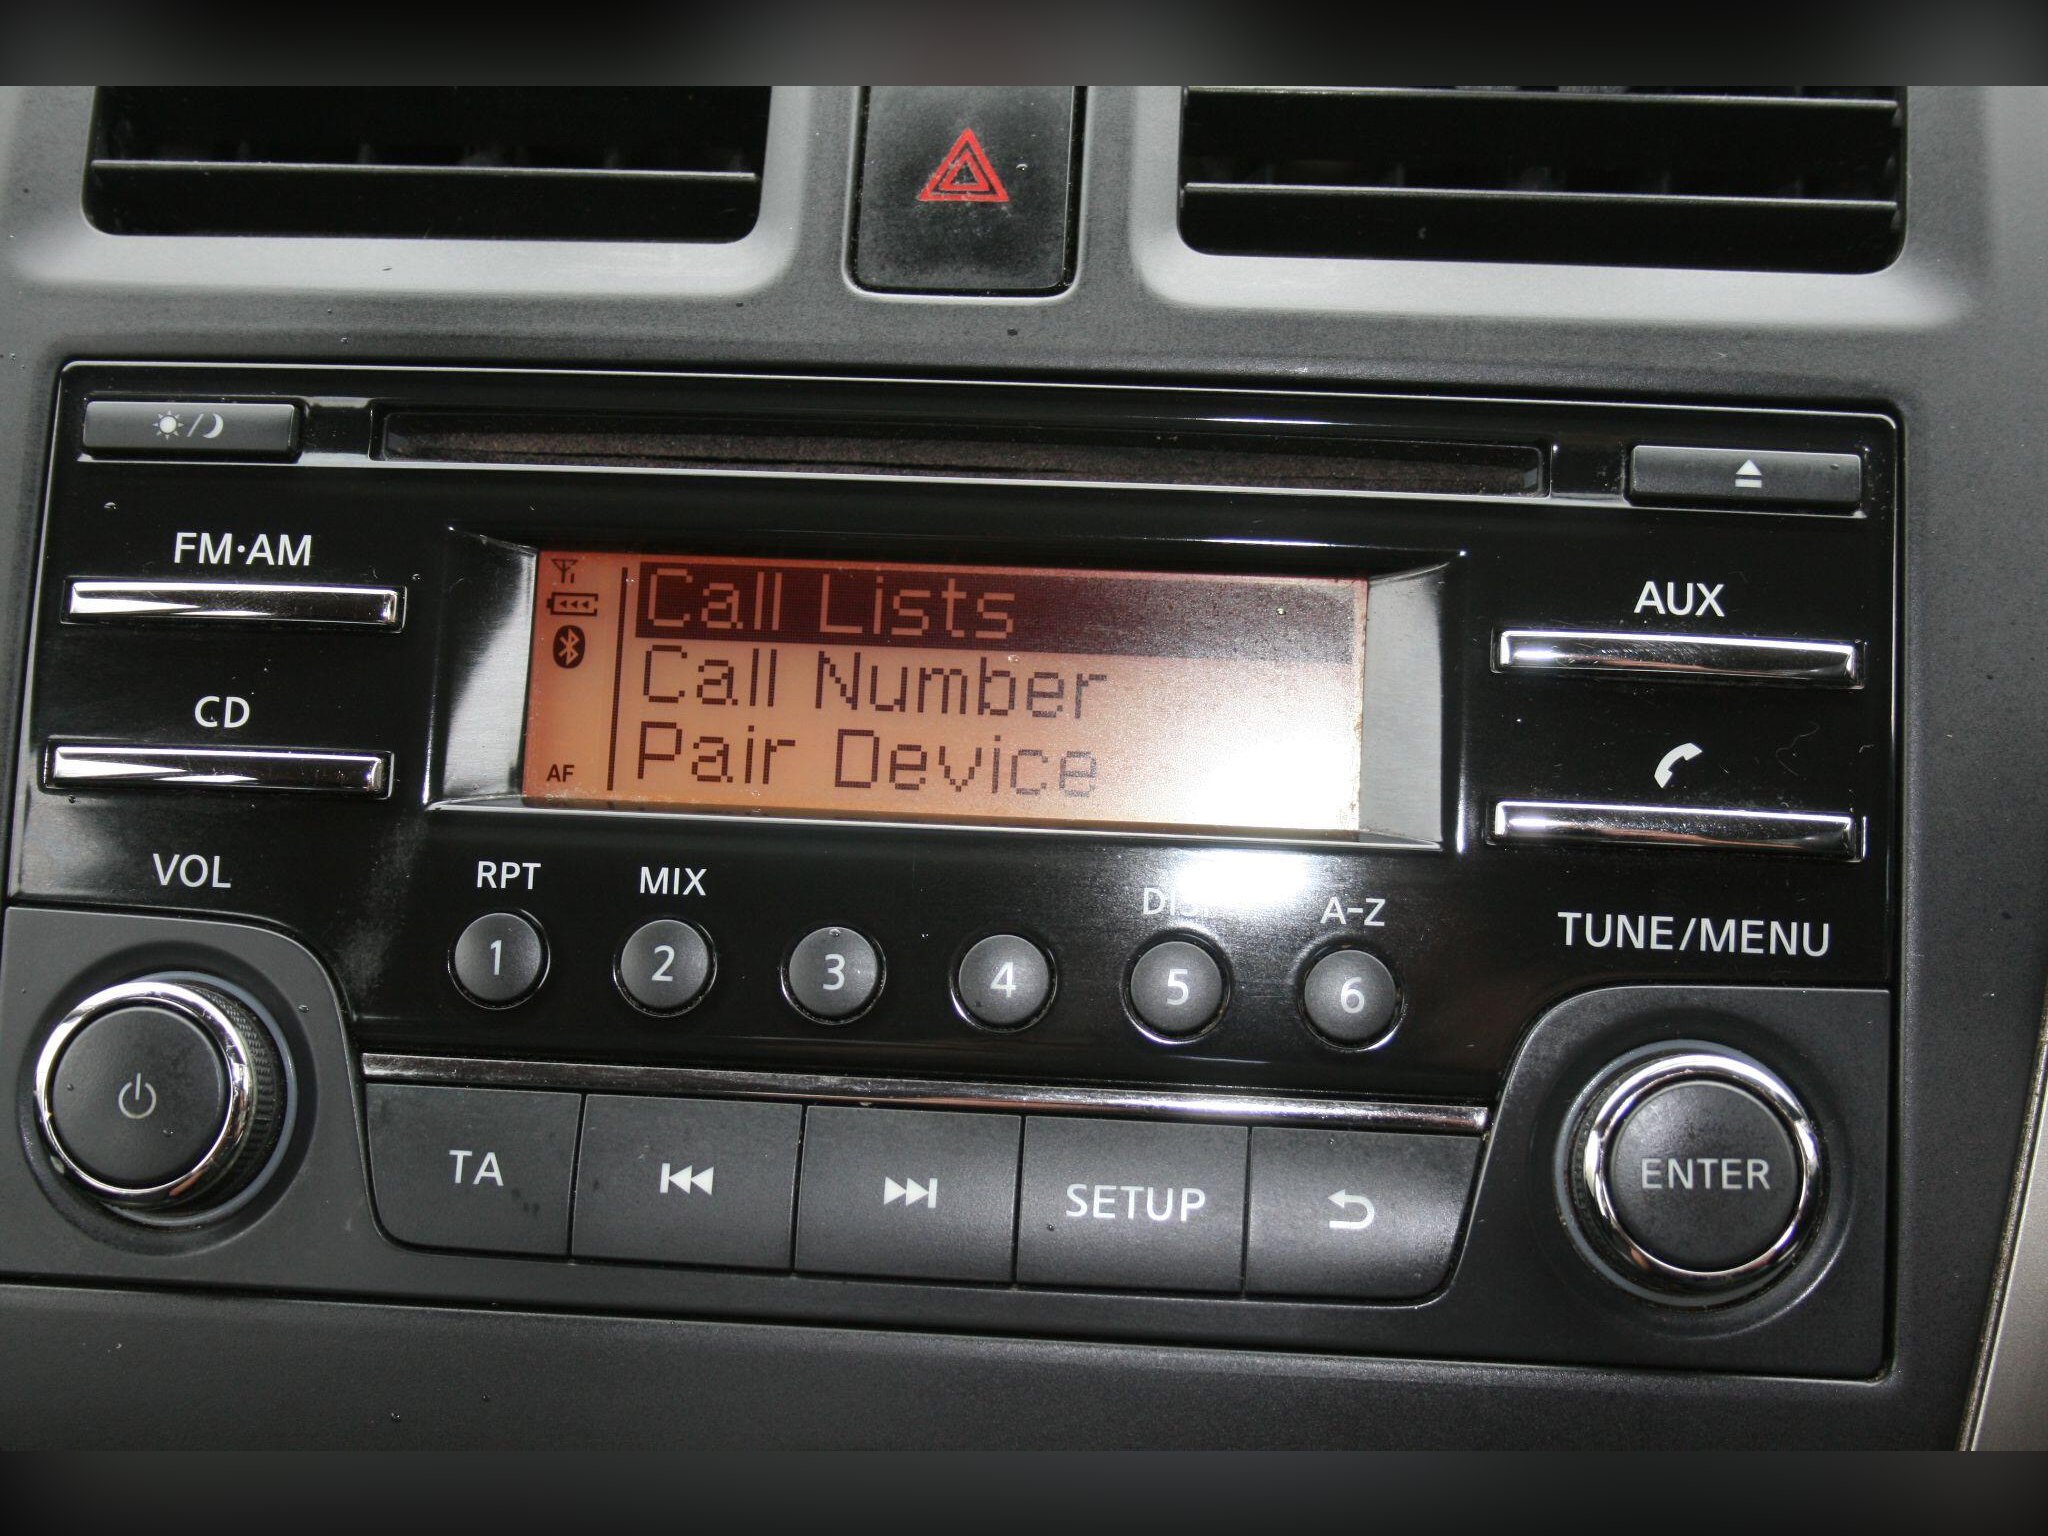 FM·AM
CD
VOL
AF
Call Lists
Call Number
Pair Device
AUX
RPT
MIX
A-Z
TUNE/MENU
1
2
3
4
5
6
TA
SETUP
ENTER